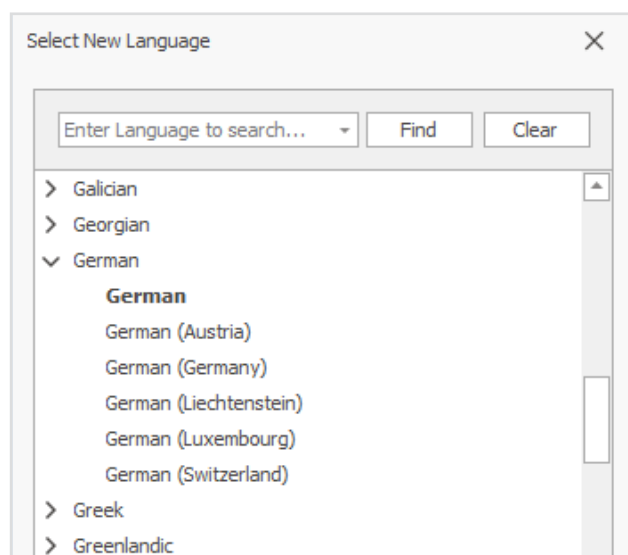 Select New Language
Enter Language to search... Find Clear
Galician
Georgian
German
German
German (Austria)
German (Germany)
German (Liechtenstein)
German (Luxembourg)
German (Switzerland)
Greek
Greenlandic